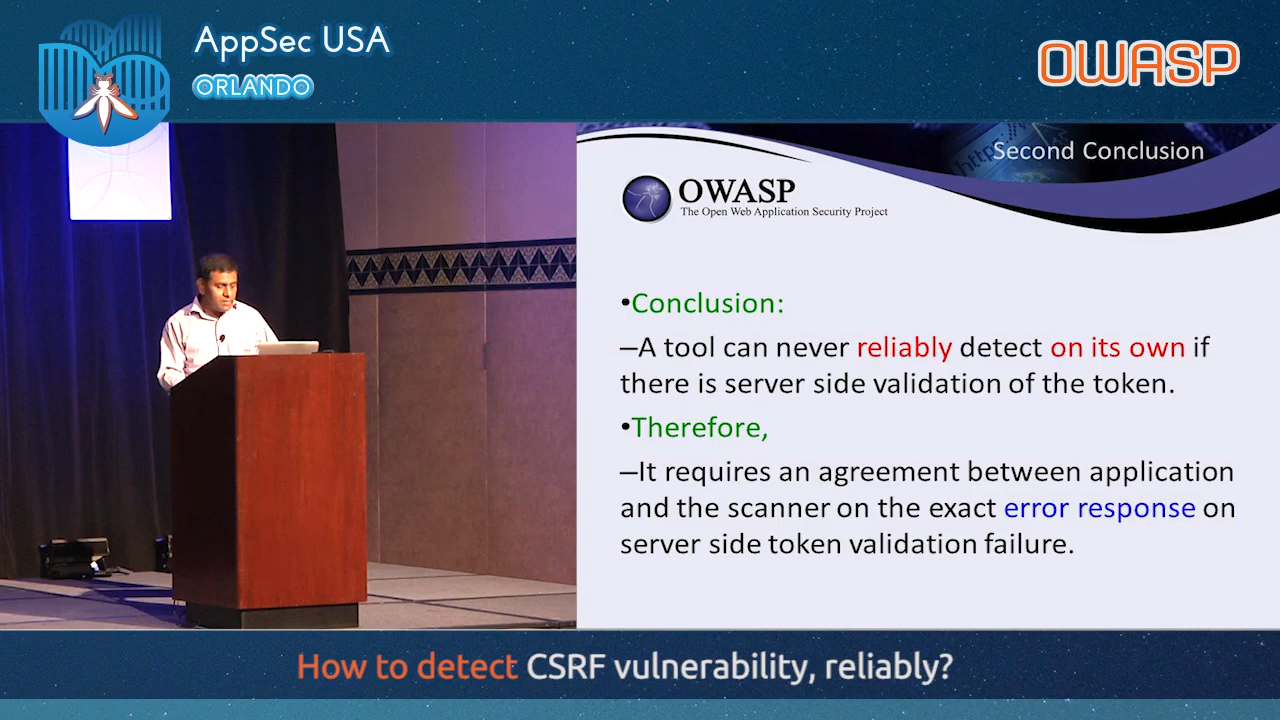 AppSec USA
ORLANDO
OWASP
https://
Second Conclusion
OWASP
The Open Web Application Security Project
•Conclusion:
–A tool can never reliably detect on its own if
there is server side validation of the token.
•Therefore,
–It requires an agreement between application
and the scanner on the exact error response on
server side token validation failure.
How to detect CSRF vulnerability, reliably?